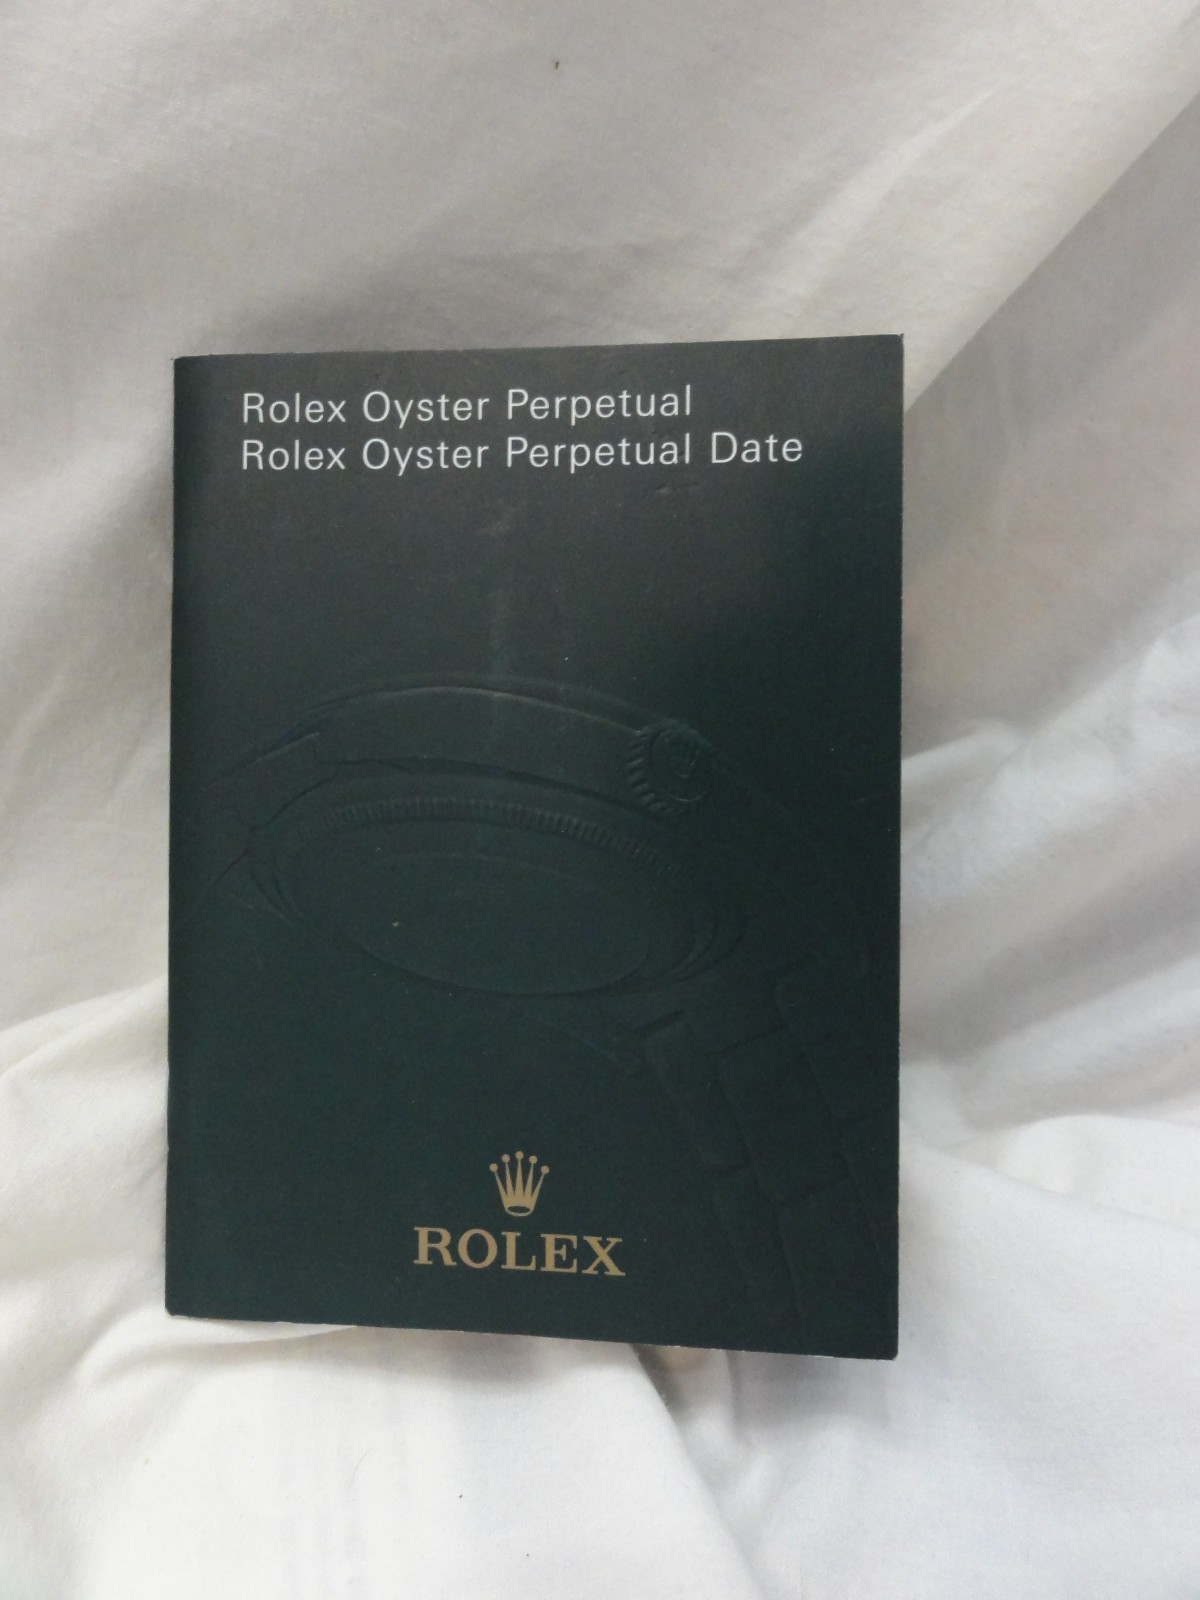 Rolex Oyster Perpetual
Rolex Oyster Perpetual Date
ROLEX